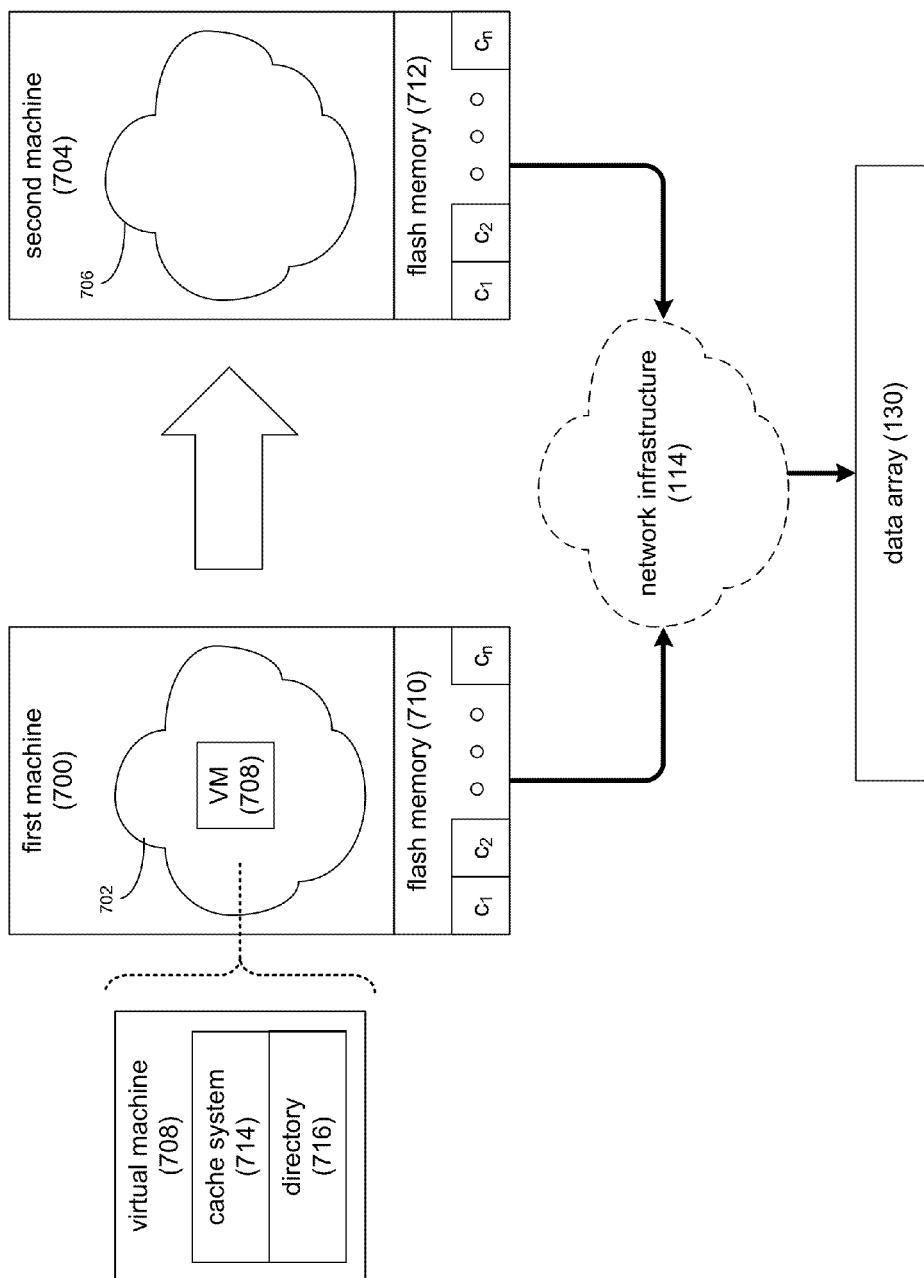 virtual machine
(708)
cache system
(714)
directory
(716)
first machine
(700)
702
VM
(708)
flash memory (710)
c1
c2
cn
second machine
(704)
706
flash memory (712)
c1
c2
cn
network infrastructure
(114)
data array (130)